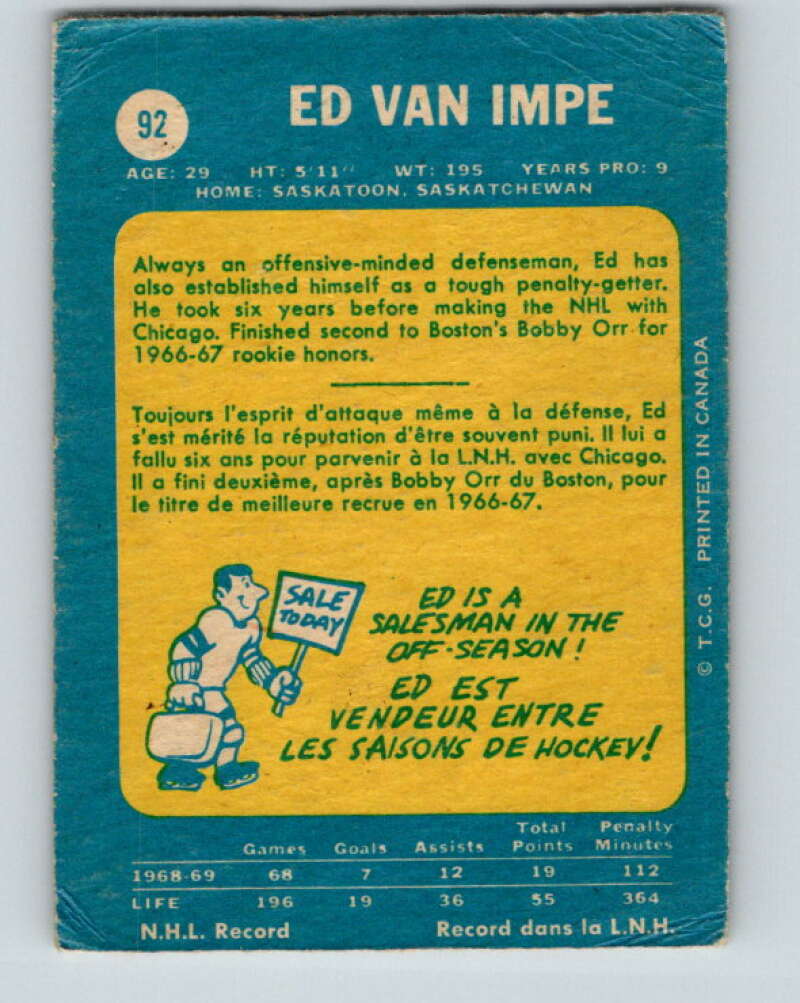 92
ED VAN IMPE
AGE: 29 HT: 5'11" WT: 195 YEARS PRO: 9
HOME: SASKATOON, SASKATCHEWAN
Always an offensive-minded defenseman, Ed has
also established himself as a tough penalty-getter.
He took six years before making the NHL with
Chicago. Finished second to Boston's Bobby Orr for
1966-67 rookie honors.
Toujours l'esprit d'attaque même à la défense, Ed
s'est mérité la réputation d'être souvent puni. Il lui a
fallu six ans pour parvenir à la L.N.H. avec Chicago.
Il a fini deuxième, après Bobby Orr du Boston, pour
le titre de meilleure recrue en 1966-67.
SALE
TODAY
ED IS A
SALESMAN IN THE
OFF-SEASON!
ED EST
VENDEUR ENTRE
LES SAISONS DE HOCKEY!
© T.C.G. PRINTED IN CANADA
Games Goals Assists Total Points Penalty Minutes
1968-69 68 7 12 19 112
LIFE 196 19 36 55 364
N.H.L. Record Record dans la L.N.H.